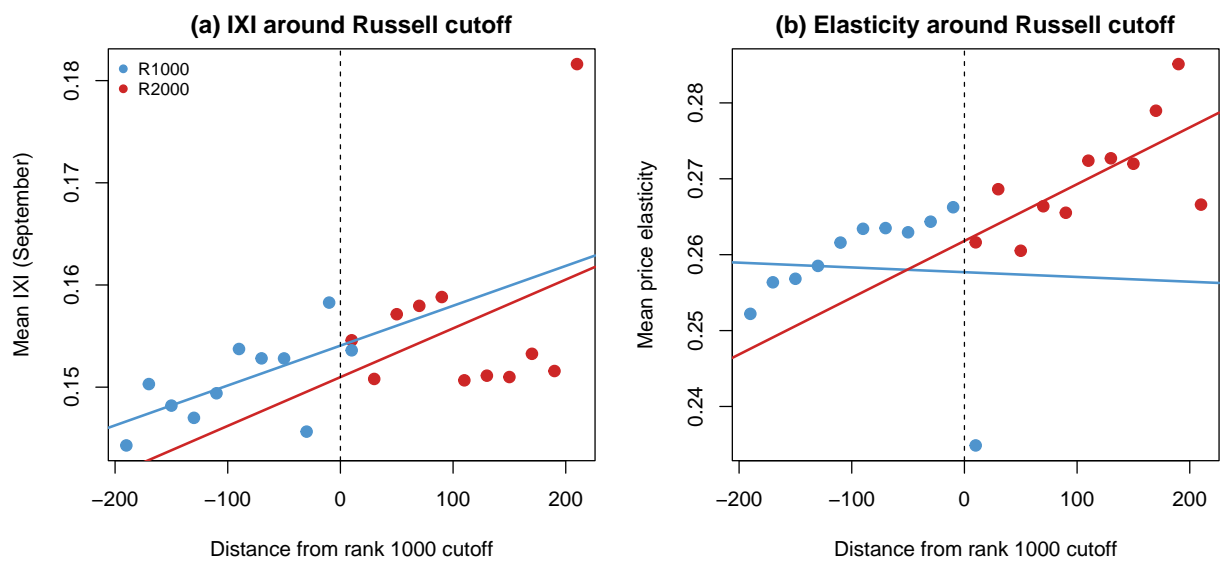 (a) IXI around Russell cutoff
R1000
R2000
Mean IXI (September)
0.18
0.17
0.16
0.15
−200
−100
0
100
200
Distance from rank 1000 cutoff
(b) Elasticity around Russell cutoff
Mean price elasticity
0.28
0.27
0.26
0.25
0.24
−200
−100
0
100
200
Distance from rank 1000 cutoff